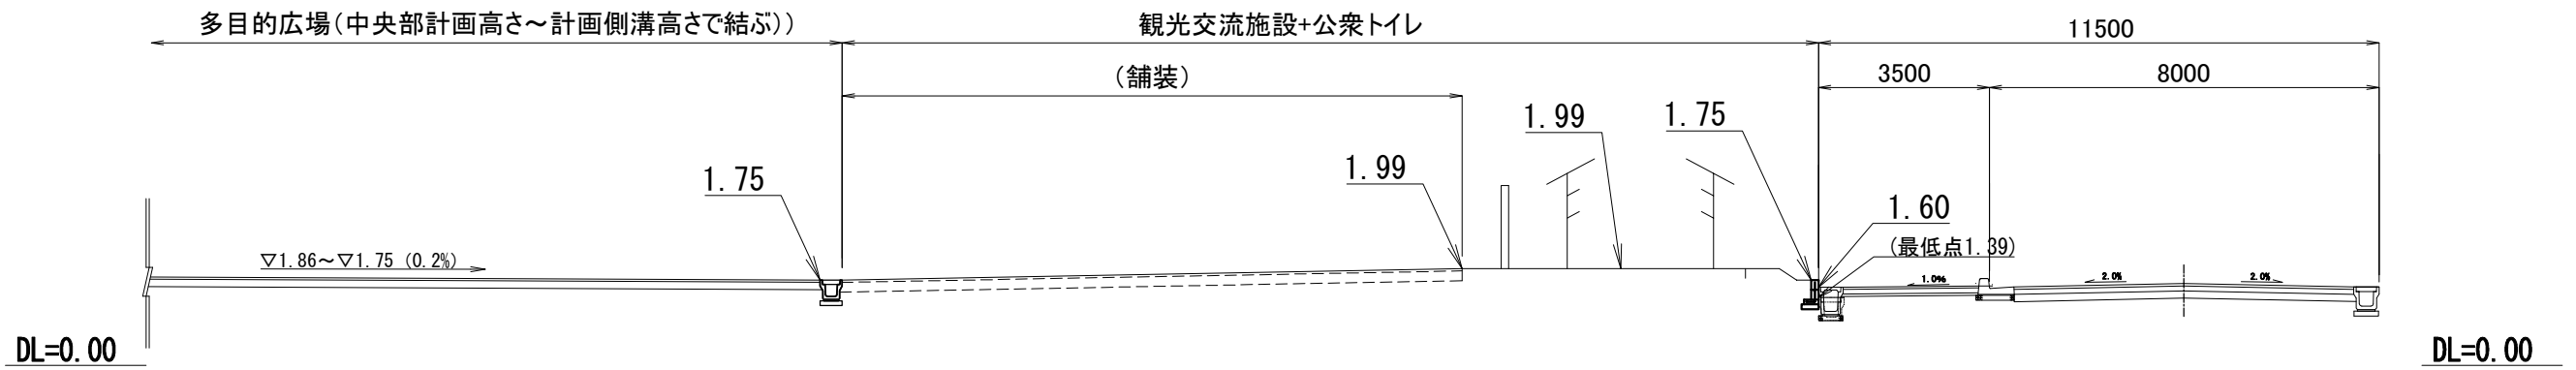 多目的広場(中央部計画高さ～計画側溝高さで結ぶ))
観光交流施設+公衆トイレ
11500
(舗装)
3500
8000
1.75
1.99
1.99
1.75
1.60
(最低点1.39)
▽1.86～▽1.75 (0.2%)
1.0%
2.0%
2.0%
DL=0.00
DL=0.00